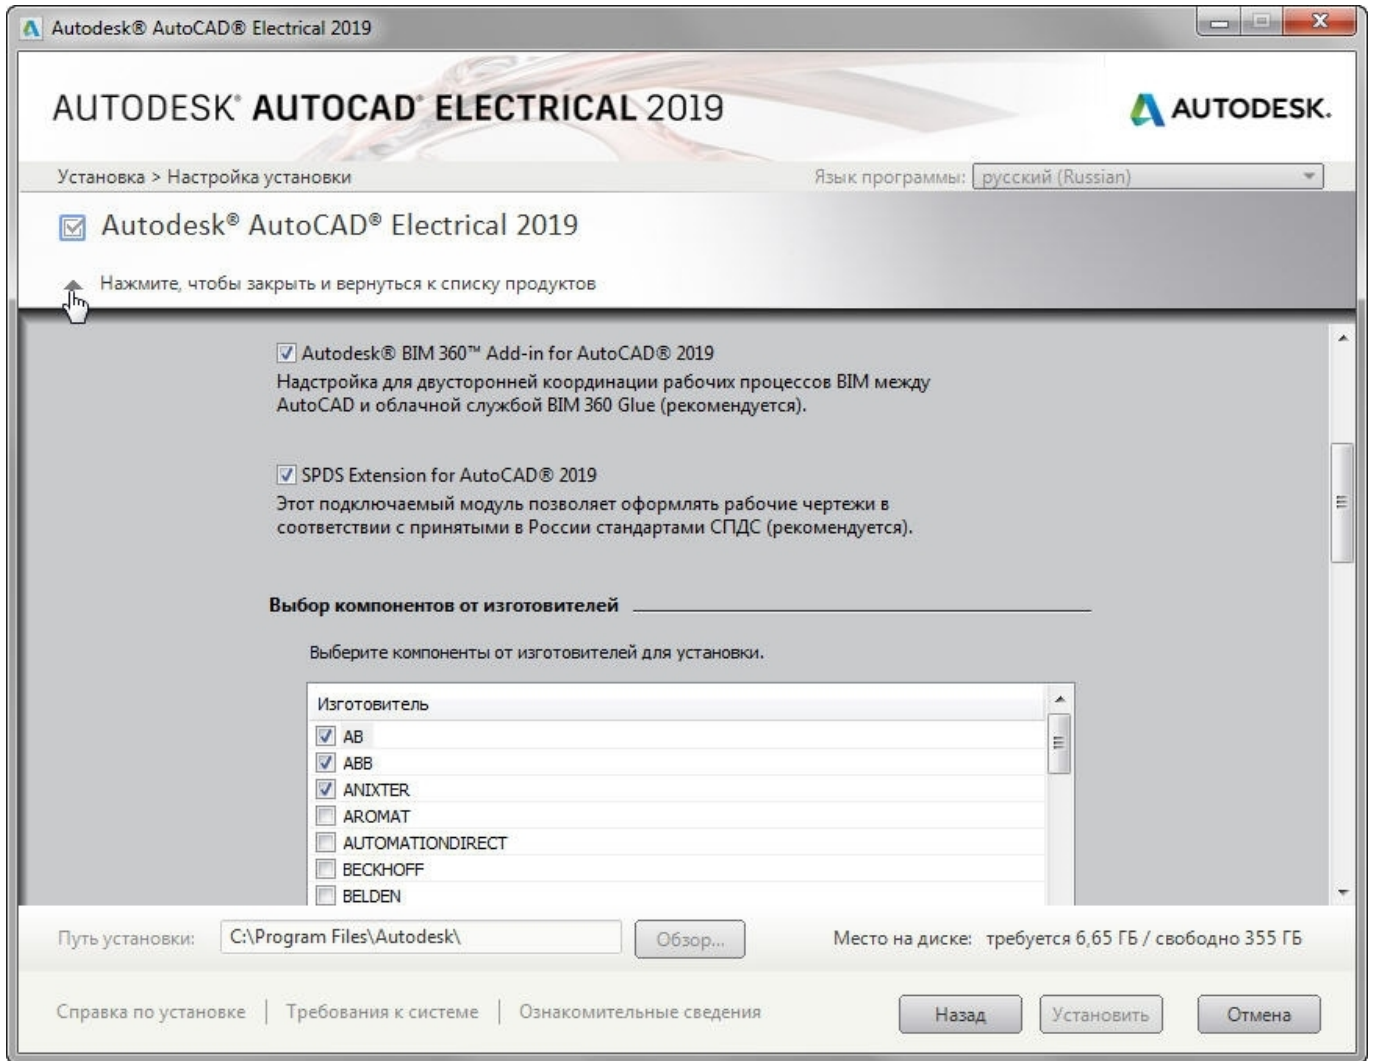 Autodesk® AutoCAD® Electrical 2019
AUTODESK® AUTOCAD® ELECTRICAL 2019
AUTODESK.
Установка > Настройка установки
Язык программы: русский (Russian)
Autodesk® AutoCAD® Electrical 2019
Нажмите, чтобы закрыть и вернуться к списку продуктов
Autodesk® BIM 360™ Add-in for AutoCAD® 2019
Надстройка для двусторонней координации рабочих процессов BIM между
AutoCAD и облачной службой BIM 360 Glue (рекомендуется).
SPDS Extension for AutoCAD® 2019
Этот подключаемый модуль позволяет оформлять рабочие чертежи в
соответствии с принятыми в России стандартами СПДС (рекомендуется).
Выбор компонентов от изготовителей
Выберите компоненты от изготовителей для установки.
Изготовитель
AB
ABB
ANIXTER
AROMAT
AUTOMATIONDIRECT
BECKHOFF
BELDEN
Путь установки: C:\Program Files\Autodesk\ Обзор...
Место на диске: требуется 6,65 ГБ / свободно 355 ГБ
Справка по установке | Требования к системе | Ознакомительные сведения
Назад Установить Отмена